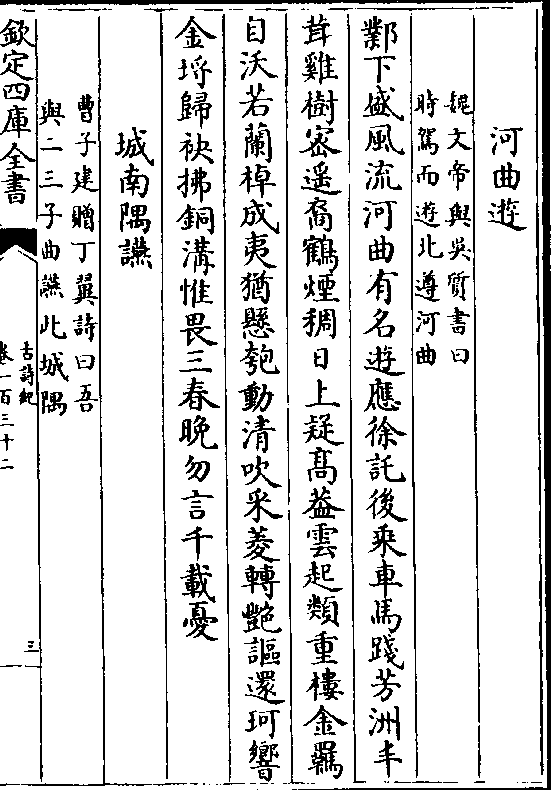 河曲遊
魏文帝與吳質書曰
時駕而遊北遵河曲
鄴下盛風流河曲有名遊應徐託後乘車馬踐芳洲丰
茸雞樹密遥裔鶴煙稠日上疑髙葢雲起類重樓金羈
自沃若蘭棹成夷猶懸匏動清吹采菱轉艶謳還珂響
金埒歸袂拂銅溝惟畏三春晚勿言千載憂
城南隅讌
曹子建贈丁翼詩曰吾
與二三子曲讌此城隅
欽定四庫全書
古詩紀
卷一百三十二
三